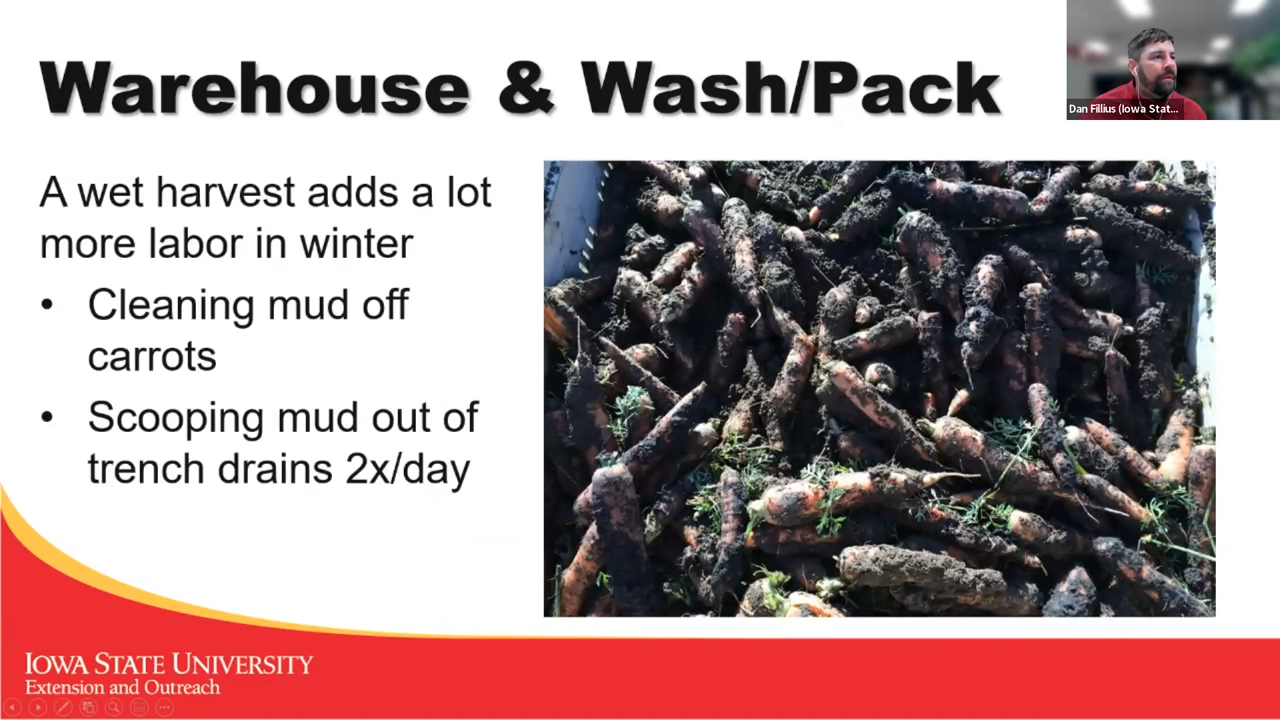 Warehouse & Wash/Pack
Dan Fillius (Iowa Stat...
A wet harvest adds a lot
more labor in winter
• Cleaning mud off
carrots
• Scooping mud out of
trench drains 2x/day
IOWA STATE UNIVERSITY
Extension and Outreach